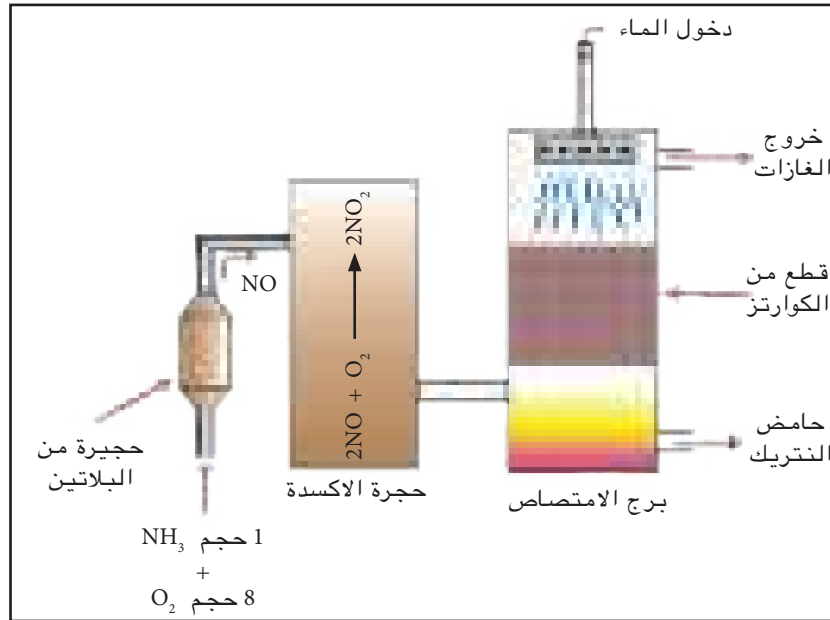 دخول الماء
خروج
الغازات
قطع من
الكوارتز
حامض
النتريك
برج الامتصاص
2NO + O₂ → 2NO₂
حجرة الاكسدة
NO
حجيرة من
البلاتين
1 حجم NH₃
+
8 حجم O₂